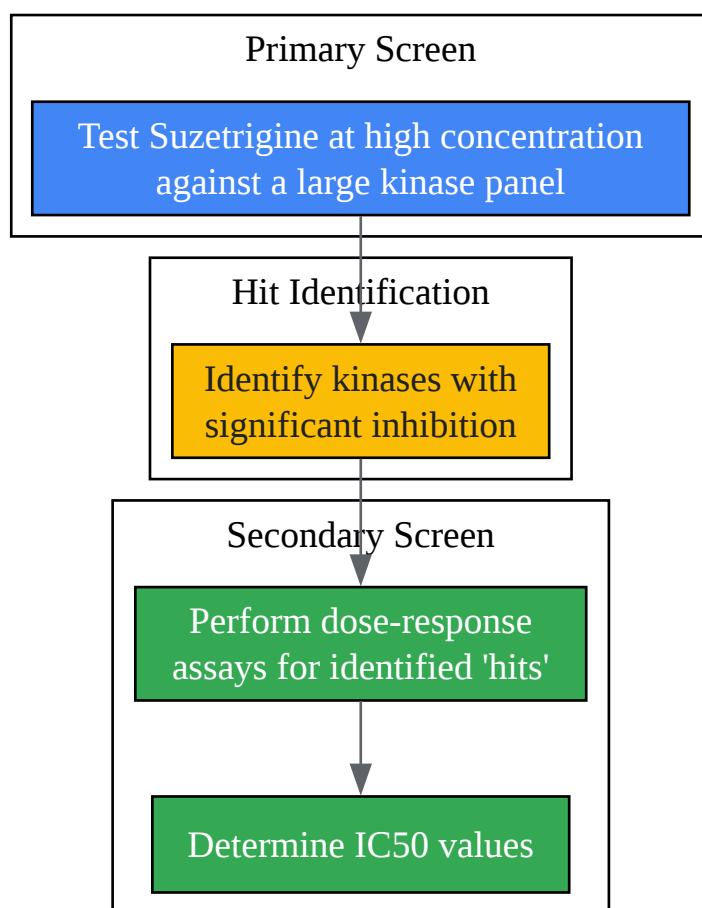 Primary Screen
Test Suzetrigine at high concentration
against a large kinase panel
Hit Identification
Identify kinases with
significant inhibition
Secondary Screen
Perform dose-response
assays for identified 'hits'
Determine IC50 values